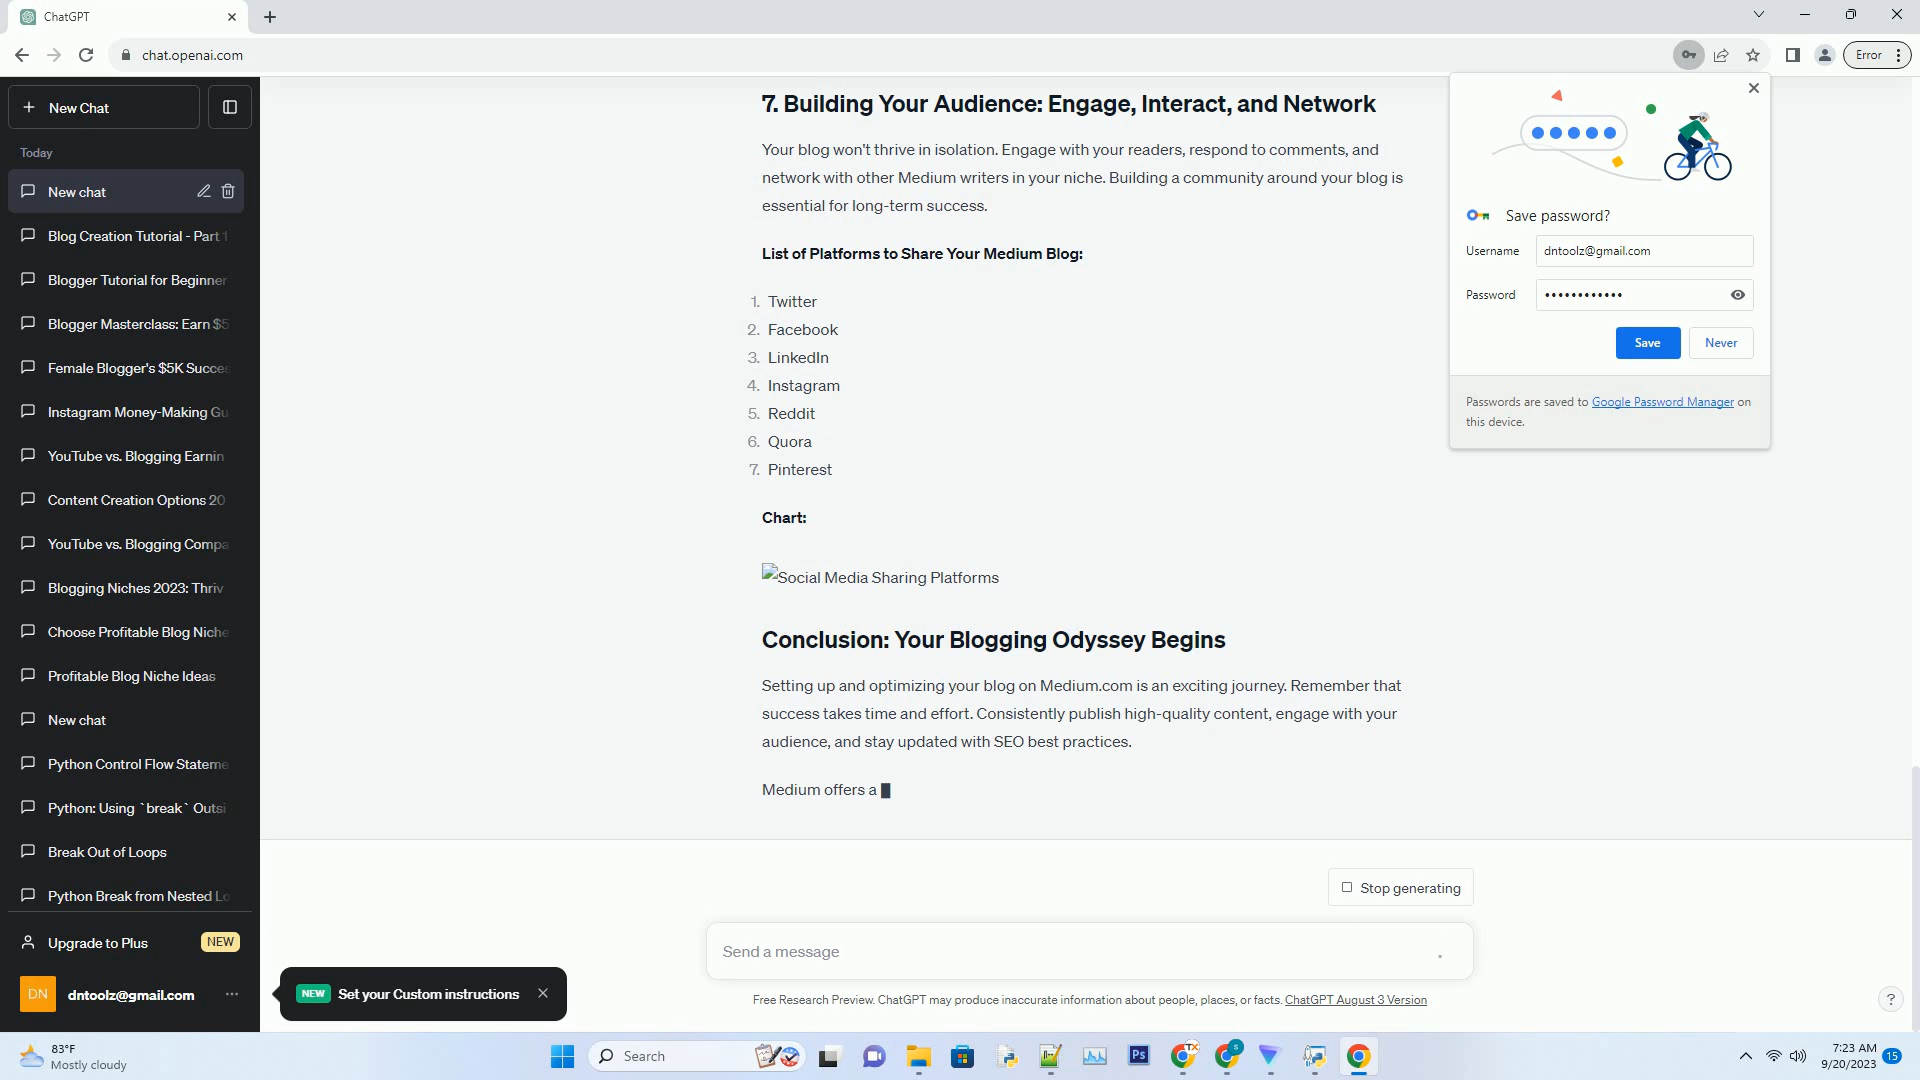 ChatGPT
chat.openai.com
Error
New Chat
Today
New chat
Blog Creation Tutorial - Part 1
Blogger Tutorial for Beginner
Blogger Masterclass: Earn $5
Female Blogger's $5K Succes
Instagram Money-Making Gu
YouTube vs. Blogging Earnin
Content Creation Options 20
YouTube vs. Blogging Compa
Blogging Niches 2023: Thriv
Choose Profitable Blog Niche
Profitable Blog Niche Ideas
New chat
Python Control Flow Stateme
Python: Using `break` Outsi
Break Out of Loops
Python Break from Nested Lo
Upgrade to Plus NEW
DN dntoolz@gmail.com
7. Building Your Audience: Engage, Interact, and Network
Your blog won't thrive in isolation. Engage with your readers, respond to comments, and
network with other Medium writers in your niche. Building a community around your blog is
essential for long-term success.
List of Platforms to Share Your Medium Blog:
1. Twitter
2. Facebook
3. LinkedIn
4. Instagram
5. Reddit
6. Quora
7. Pinterest
Chart:
Social Media Sharing Platforms
Conclusion: Your Blogging Odyssey Begins
Setting up and optimizing your blog on Medium.com is an exciting journey. Remember that
success takes time and effort. Consistently publish high-quality content, engage with your
audience, and stay updated with SEO best practices.
Medium offers a
Save password?
Username dntoolz@gmail.com
Password ••••••••••••
Save Never
Passwords are saved to Google Password Manager on
this device.
Stop generating
Send a message
NEW Set your Custom instructions
Free Research Preview. ChatGPT may produce inaccurate information about people, places, or facts. ChatGPT August 3 Version
?
83°F
Mostly cloudy
Search
Ps
TX
S
7:23 AM
9/20/2023
15